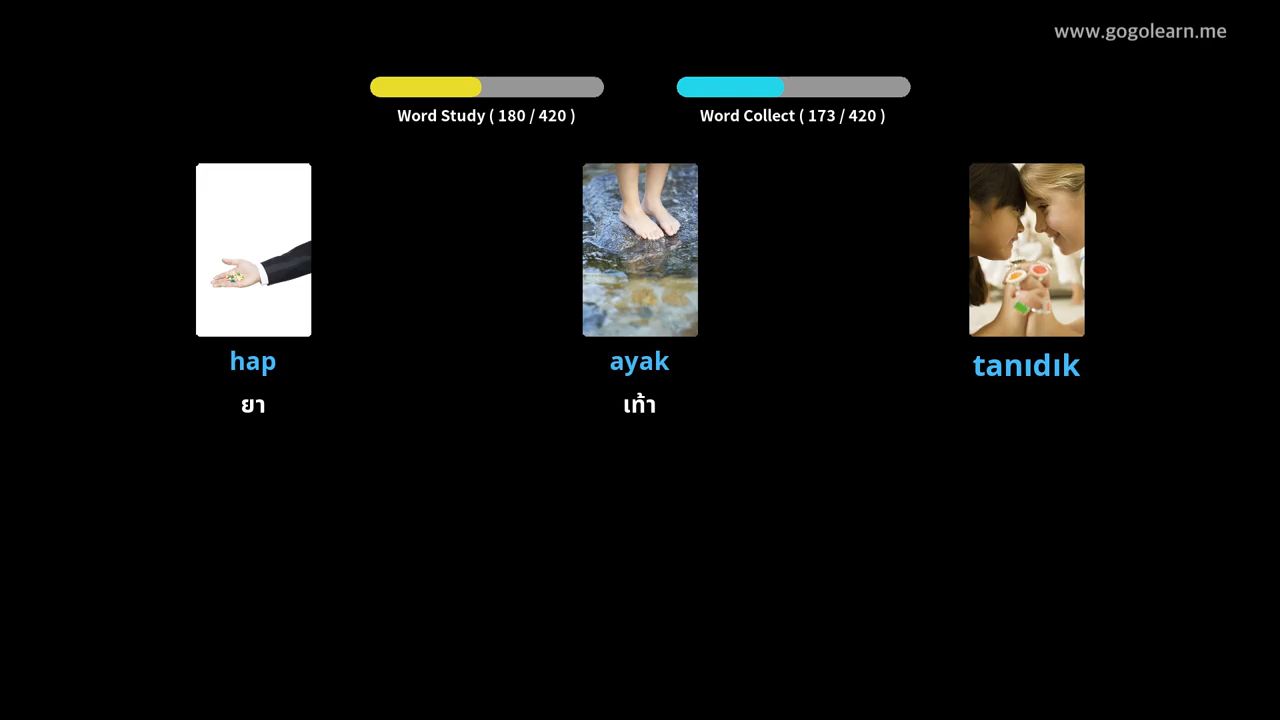 www.gogolearn.me
Word Study ( 180 / 420 )
Word Collect ( 173 / 420 )
hap
ayak
tanıdık
ยา
เท้า